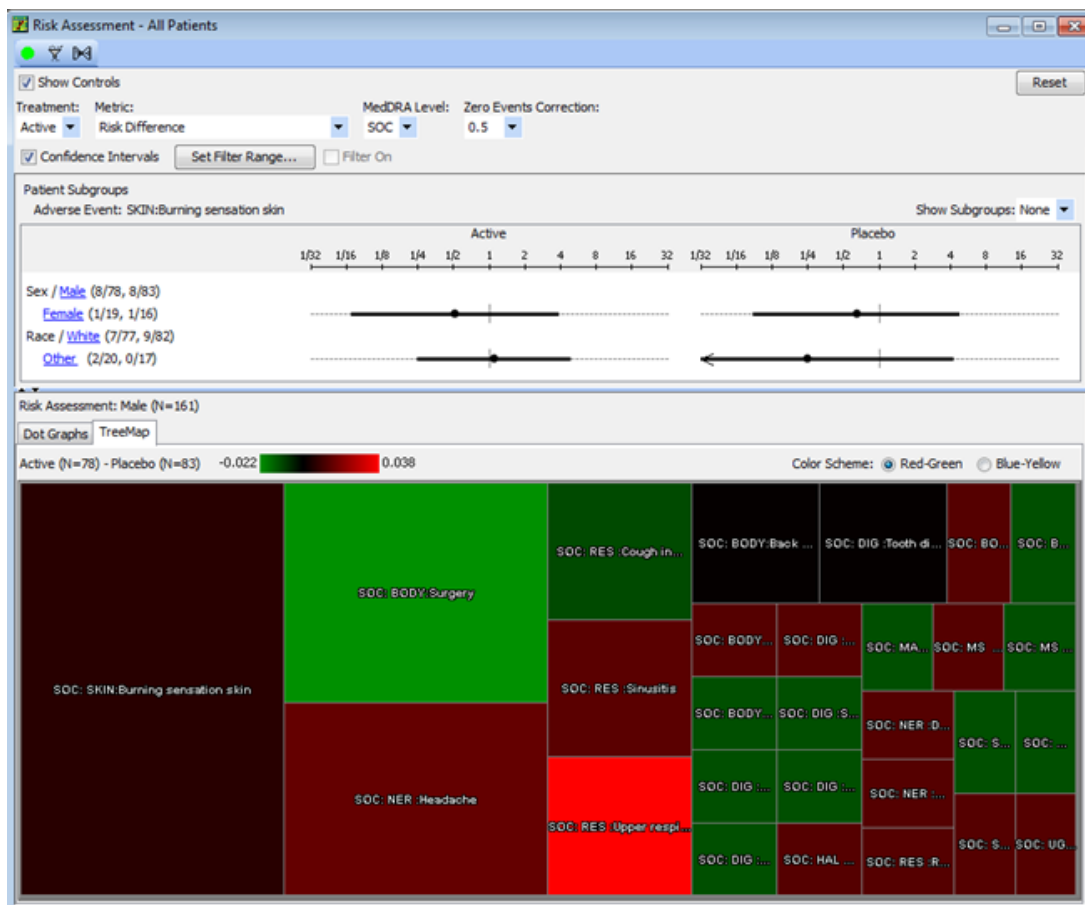 Risk Assessment - All Patients
Show Controls
Reset
Treatment: Metric: MedDRA Level: Zero Events Correction:
Active Risk Difference SOC 0.5
Confidence Intervals Set Filter Range... Filter On
Patient Subgroups
Adverse Event: SKIN:Burning sensation skin
Show Subgroups: None
Active Placebo
1/32 1/16 1/8 1/4 1/2 1 2 4 8 16 32 1/32 1/16 1/8 1/4 1/2 1 2 4 8 16 32
Sex / Male (8/78, 8/83)
Female (1/19, 1/16)
Race / White (7/77, 9/82)
Other (2/20, 0/17)
Risk Assessment: Male (N=161)
Dot Graphs TreeMap
Active (N=78) - Placebo (N=83) -0.022 0.038 Color Scheme: Red-Green Blue-Yellow
SOC: SKIN:Burning sensation skin
SOC: BODY:Surgery
SOC: NER :Headache
SOC: RES :Cough in...
SOC: RES :Sinusitis
SOC: RES :Upper respi...
SOC: BODY:Back ... SOC: DIG :Tooth di... SOC: BO... SOC: B...
SOC: BODY... SOC: DIG :... SOC: MA... SOC: MS ... SOC: MS ...
SOC: BODY... SOC: DIG :S... SOC: NER :D... SOC: S... SOC: ...
SOC: DIG :... SOC: DIG :... SOC: NER :...
SOC: DIG :... SOC: HAL ... SOC: RES :R... SOC: S... SOC: UG...